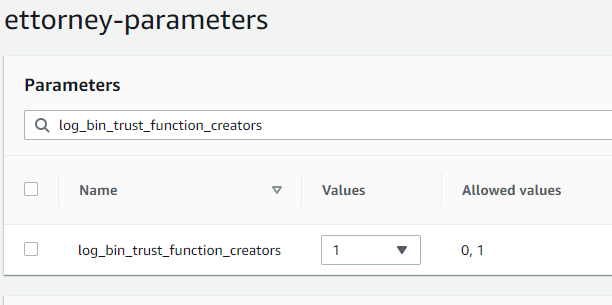 ettorney-parameters
Parameters
log_bin_trust_function_creators
Name Values Allowed values
log_bin_trust_function_creators 1 0, 1